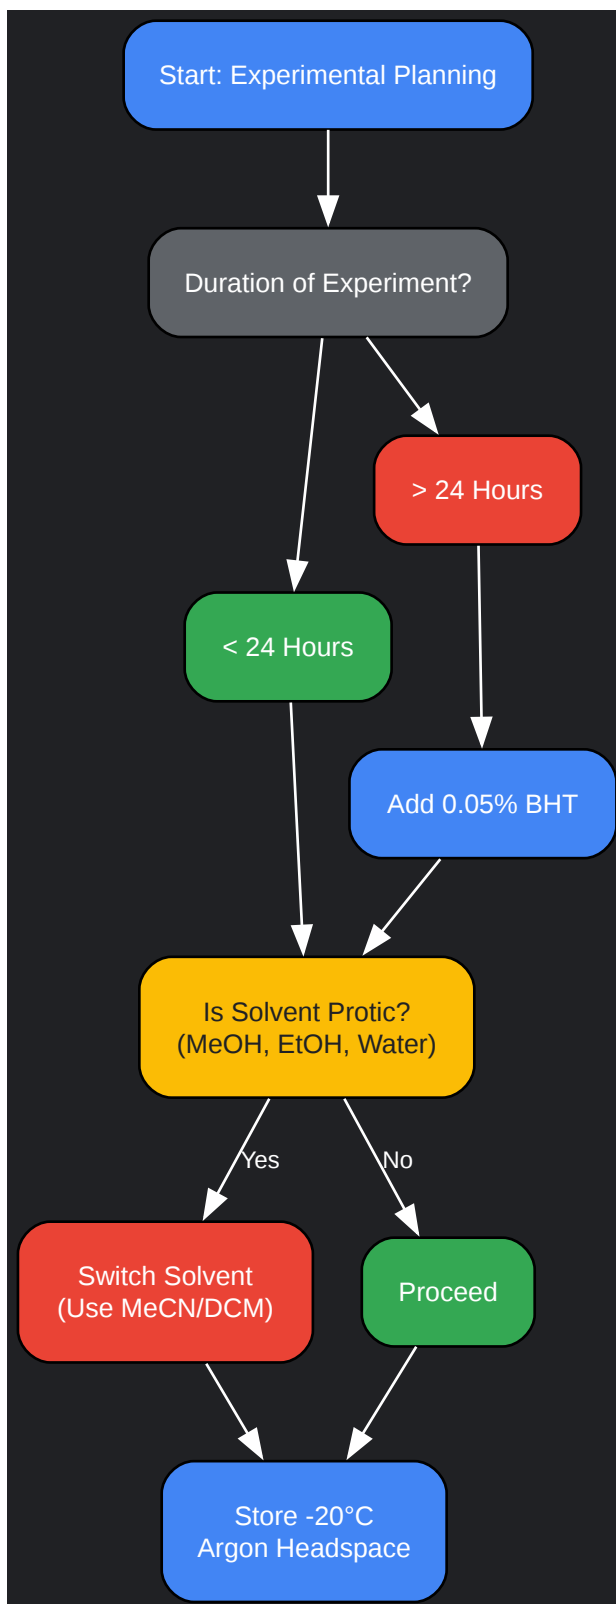 Start: Experimental Planning
Duration of Experiment?
> 24 Hours
< 24 Hours
Add 0.05% BHT
Is Solvent Protic?
(MeOH, EtOH, Water)
Yes
No
Switch Solvent
(Use MeCN/DCM)
Proceed
Store -20°C
Argon Headspace